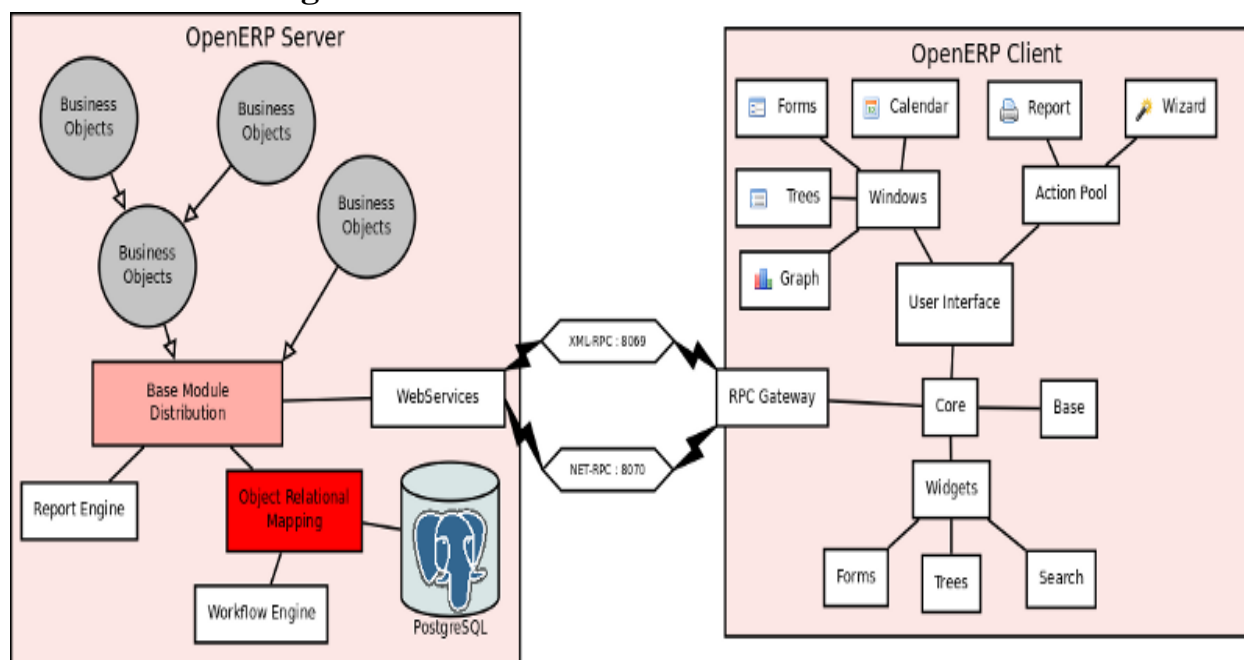 OpenERP Server
Business
Objects
Business
Objects
Business
Objects
Business
Objects
Base Module
Distribution
WebServices
Report Engine
Object Relational
Mapping
Workflow Engine
PostgreSQL
XML-RPC : 8069
NET-RPC : 8070
OpenERP Client
Forms
Calendar
Report
Wizard
Trees
Windows
Action Pool
Graph
User Interface
RPC Gateway
Core
Base
Widgets
Forms
Trees
Search